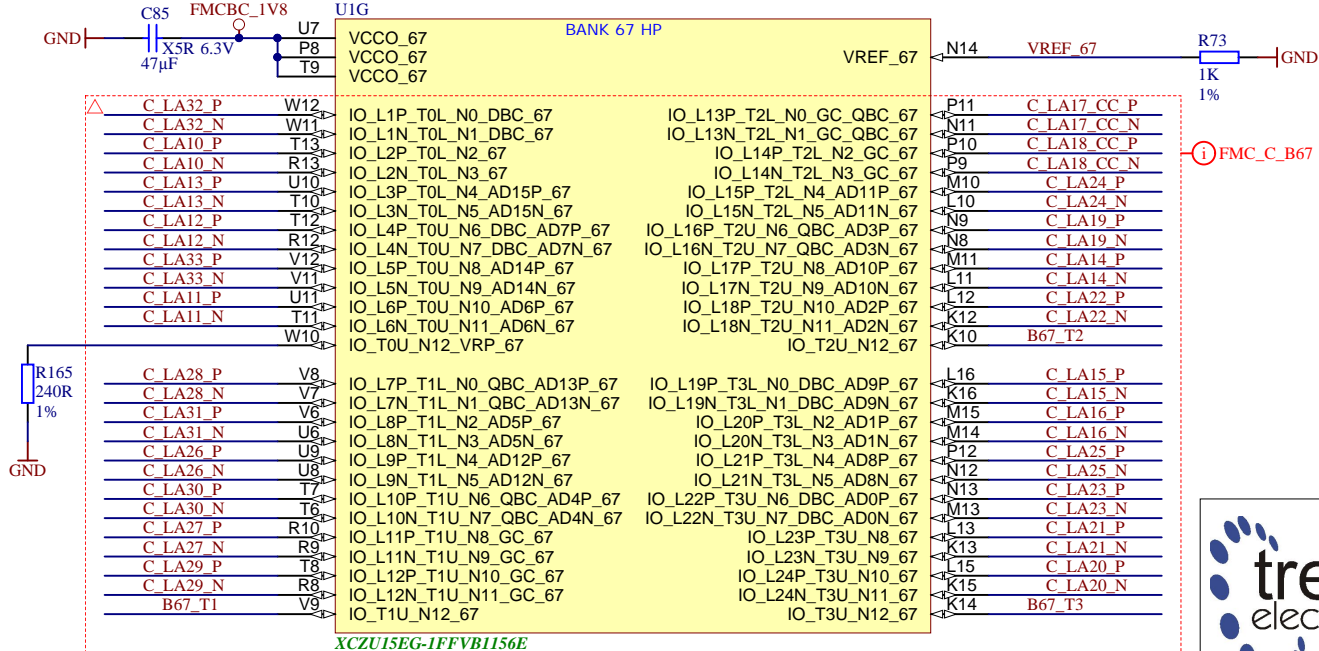 C85
FMCBC_1V8
U1G
GND
X5R 6.3V
47µF
U7 VCCO_67
P8 VCCO_67
T9 VCCO_67
BANK 67 HP
VREF_67 N14 VREF_67
R73
1K
1%
GND
C_LA32_P W12 IO_L1P_T0L_N0_DBC_67
C_LA32_N W11 IO_L1N_T0L_N1_DBC_67
C_LA10_P T13 IO_L2P_T0L_N2_67
C_LA10_N R13 IO_L2N_T0L_N3_67
C_LA13_P U10 IO_L3P_T0L_N4_AD15P_67
C_LA13_N T10 IO_L3N_T0L_N5_AD15N_67
C_LA12_P T12 IO_L4P_T0U_N6_DBC_AD7P_67
C_LA12_N R12 IO_L4N_T0U_N7_DBC_AD7N_67
C_LA33_P V12 IO_L5P_T0U_N8_AD14P_67
C_LA33_N V11 IO_L5N_T0U_N9_AD14N_67
C_LA11_P U11 IO_L6P_T0U_N10_AD6P_67
C_LA11_N T11 IO_L6N_T0U_N11_AD6N_67
W10 IO_T0U_N12_VRP_67
R165
240R
1%
GND
C_LA28_P V8 IO_L7P_T1L_N0_QBC_AD13P_67
C_LA28_N V7 IO_L7N_T1L_N1_QBC_AD13N_67
C_LA31_P V6 IO_L8P_T1L_N2_AD5P_67
C_LA31_N U6 IO_L8N_T1L_N3_AD5N_67
C_LA26_P U9 IO_L9P_T1L_N4_AD12P_67
C_LA26_N U8 IO_L9N_T1L_N5_AD12N_67
C_LA30_P T7 IO_L10P_T1U_N6_QBC_AD4P_67
C_LA30_N T6 IO_L10N_T1U_N7_QBC_AD4N_67
C_LA27_P R10 IO_L11P_T1U_N8_GC_67
C_LA27_N R9 IO_L11N_T1U_N9_GC_67
C_LA29_P T8 IO_L12P_T1U_N10_GC_67
C_LA29_N R8 IO_L12N_T1U_N11_GC_67
B67_T1 V9 IO_T1U_N12_67
IO_L13P_T2L_N0_GC_QBC_67 P11 C_LA17_CC_P
IO_L13N_T2L_N1_GC_QBC_67 N11 C_LA17_CC_N
IO_L14P_T2L_N2_GC_67 P10 C_LA18_CC_P
IO_L14N_T2L_N3_GC_67 P9 C_LA18_CC_N
IO_L15P_T2L_N4_AD11P_67 M10 C_LA24_P
IO_L15N_T2L_N5_AD11N_67 L10 C_LA24_N
IO_L16P_T2U_N6_QBC_AD3P_67 N9 C_LA19_P
IO_L16N_T2U_N7_QBC_AD3N_67 N8 C_LA19_N
IO_L17P_T2U_N8_AD10P_67 M11 C_LA14_P
IO_L17N_T2U_N9_AD10N_67 L11 C_LA14_N
IO_L18P_T2U_N10_AD2P_67 L12 C_LA22_P
IO_L18N_T2U_N11_AD2N_67 K12 C_LA22_N
IO_T2U_N12_67 K10 B67_T2
IO_L19P_T3L_N0_DBC_AD9P_67 L16 C_LA15_P
IO_L19N_T3L_N1_DBC_AD9N_67 K16 C_LA15_N
IO_L20P_T3L_N2_AD1P_67 M15 C_LA16_P
IO_L20N_T3L_N3_AD1N_67 M14 C_LA16_N
IO_L21P_T3L_N4_AD8P_67 P12 C_LA25_P
IO_L21N_T3L_N5_AD8N_67 N12 C_LA25_N
IO_L22P_T3U_N6_DBC_AD0P_67 N13 C_LA23_P
IO_L22N_T3U_N7_DBC_AD0N_67 M13 C_LA23_N
IO_L23P_T3U_N8_67 L13 C_LA21_P
IO_L23N_T3U_N9_67 K13 C_LA21_N
IO_L24P_T3U_N10_67 L15 C_LA20_P
IO_L24N_T3U_N11_67 K15 C_LA20_N
IO_T3U_N12_67 K14 B67_T3
i FMC_C_B67
XCZU15EG-1FFVB1156E
tre
elec